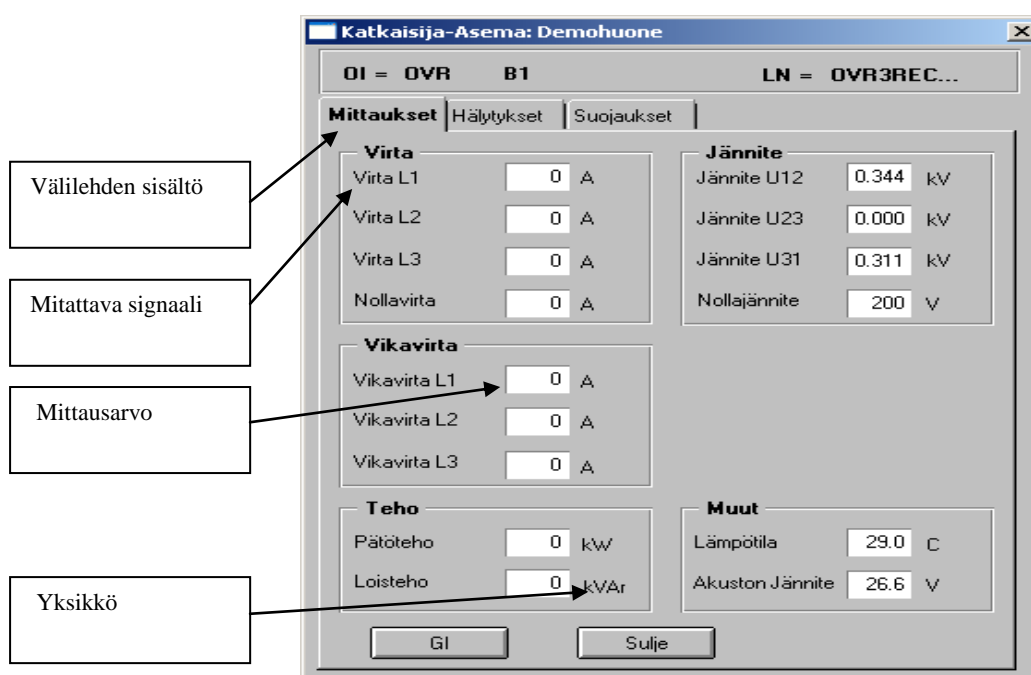 Katkaisija-Asema: Demohuone
OI = OVR B1 LN = OVR3REC...
Mittaukset Hälytykset Suojaukset
Välilehden sisältö
Mitattava signaali
Mittausarvo
Yksikkö
Virta
Virta L1 0 A
Virta L2 0 A
Virta L3 0 A
Nollavirta 0 A
Jännite
Jännite U12 0.344 kV
Jännite U23 0.000 kV
Jännite U31 0.311 kV
Nollajännite 200 V
Vikavirta
Vikavirta L1 0 A
Vikavirta L2 0 A
Vikavirta L3 0 A
Teho
Pätöteho 0 kW
Loisteho 0 kVAr
Muut
Lämpötila 29.0 C
Akuston Jännite 26.6 V
GI Sulje